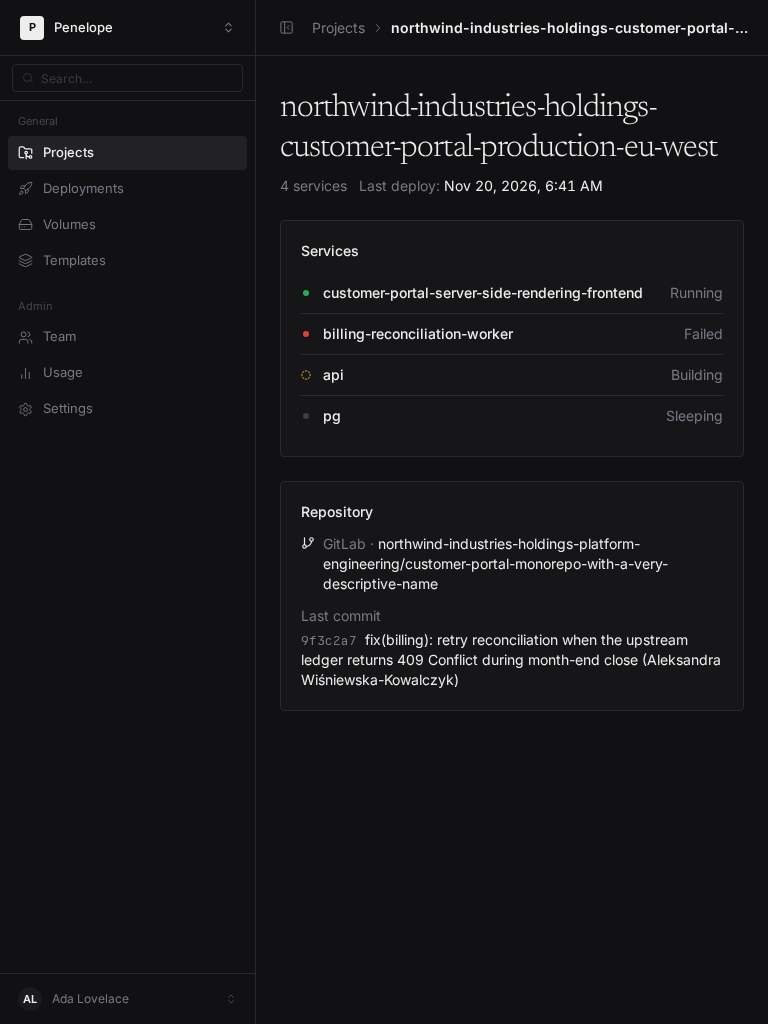 P Penelope
Search...
General
Projects
Deployments
Volumes
Templates
Admin
Team
Usage
Settings
AL Ada Lovelace
Projects > northwind-industries-holdings-customer-portal-...
northwind-industries-holdings-
customer-portal-production-eu-west
4 services Last deploy: Nov 20, 2026, 6:41 AM
Services
customer-portal-server-side-rendering-frontend Running
billing-reconciliation-worker Failed
api Building
pg Sleeping
Repository
GitLab · northwind-industries-holdings-platform-
engineering/customer-portal-monorepo-with-a-very-
descriptive-name
Last commit
9f3c2a7 fix(billing): retry reconciliation when the upstream
ledger returns 409 Conflict during month-end close (Aleksandra
Wiśniewska-Kowalczyk)